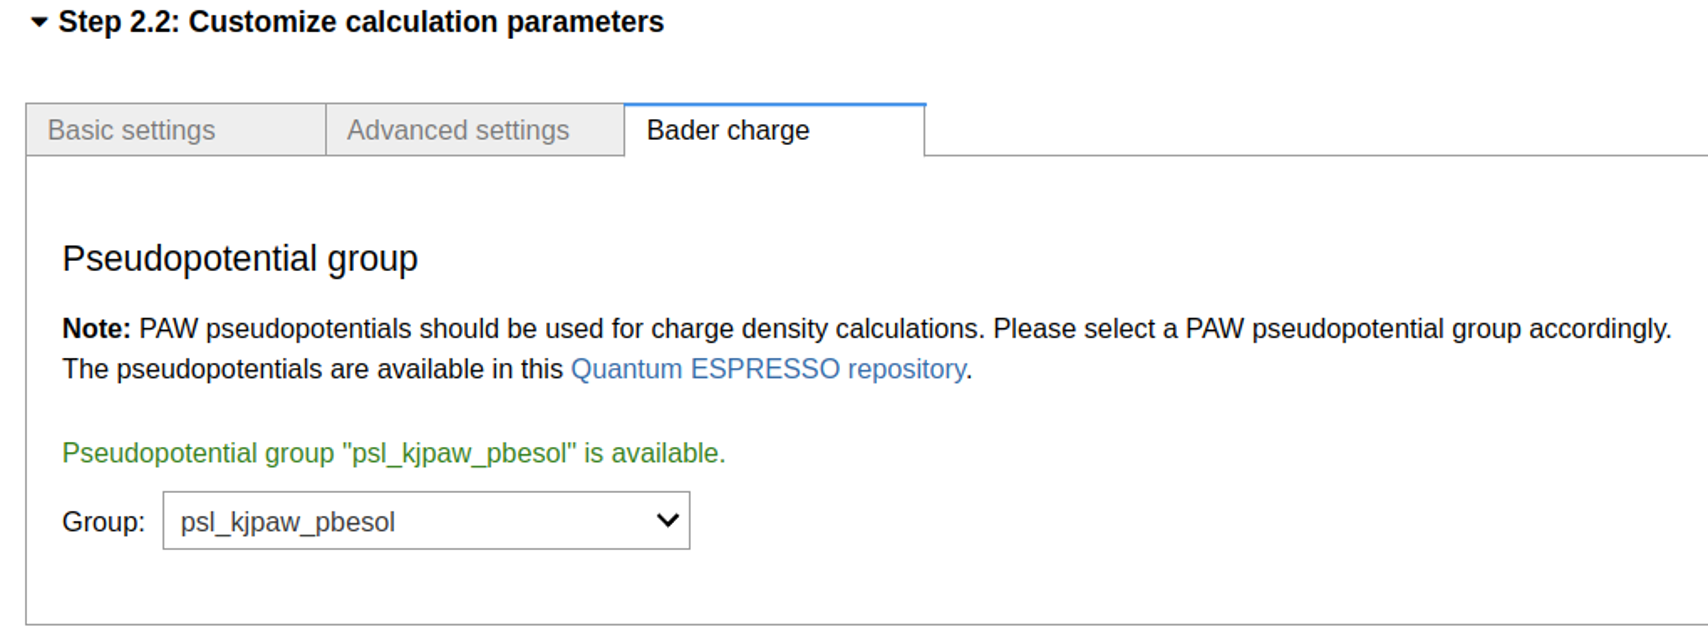 Step 2.2: Customize calculation parameters
Basic settings
Advanced settings
Bader charge
Pseudopotential group
Note: PAW pseudopotentials should be used for charge density calculations. Please select a PAW pseudopotential group accordingly.
The pseudopotentials are available in this Quantum ESPRESSO repository.
Pseudopotential group "psl_kjpaw_pbesol" is available.
Group: psl_kjpaw_pbesol